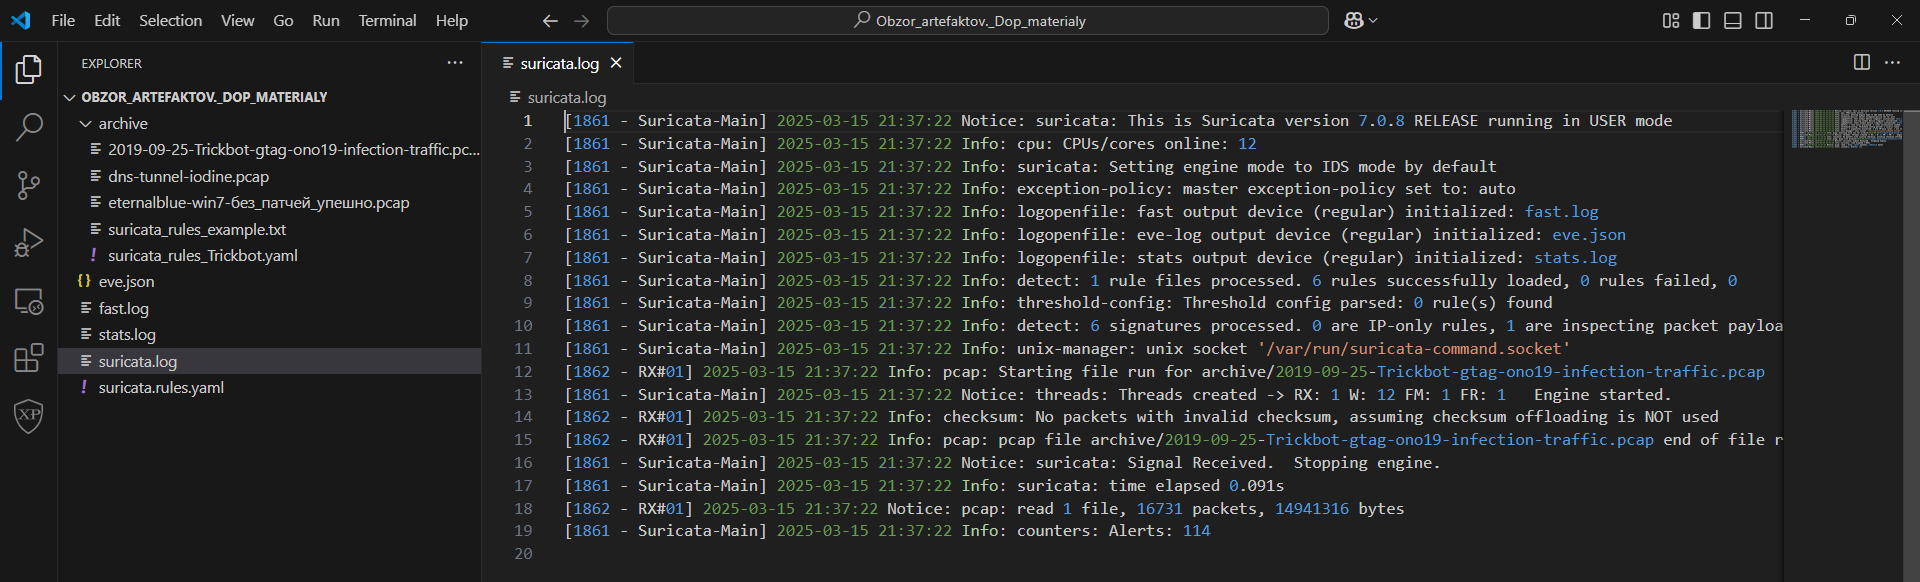 File Edit Selection View Go Run Terminal Help
Obzor_artefaktov._Dop_materialy
EXPLORER
OBZOR_ARTEFAKTOV._DOP_MATERIALY
archive
2019-09-25-Trickbot-gtag-ono19-infection-traffic.pc...
dns-tunnel-iodine.pcap
eternalblue-win7-без_патчей_упешно.pcap
suricata_rules_example.txt
! suricata_rules_Trickbot.yaml
{} eve.json
fast.log
stats.log
suricata.log
! suricata.rules.yaml
XP
suricata.log
suricata.log
1 [1861 - Suricata-Main] 2025-03-15 21:37:22 Notice: suricata: This is Suricata version 7.0.8 RELEASE running in USER mode
2 [1861 - Suricata-Main] 2025-03-15 21:37:22 Info: cpu: CPUs/cores online: 12
3 [1861 - Suricata-Main] 2025-03-15 21:37:22 Info: suricata: Setting engine mode to IDS mode by default
4 [1861 - Suricata-Main] 2025-03-15 21:37:22 Info: exception-policy: master exception-policy set to: auto
5 [1861 - Suricata-Main] 2025-03-15 21:37:22 Info: logopenfile: fast output device (regular) initialized: fast.log
6 [1861 - Suricata-Main] 2025-03-15 21:37:22 Info: logopenfile: eve-log output device (regular) initialized: eve.json
7 [1861 - Suricata-Main] 2025-03-15 21:37:22 Info: logopenfile: stats output device (regular) initialized: stats.log
8 [1861 - Suricata-Main] 2025-03-15 21:37:22 Info: detect: 1 rule files processed. 6 rules successfully loaded, 0 rules failed, 0
9 [1861 - Suricata-Main] 2025-03-15 21:37:22 Info: threshold-config: Threshold config parsed: 0 rule(s) found
10 [1861 - Suricata-Main] 2025-03-15 21:37:22 Info: detect: 6 signatures processed. 0 are IP-only rules, 1 are inspecting packet payloa
11 [1861 - Suricata-Main] 2025-03-15 21:37:22 Info: unix-manager: unix socket '/var/run/suricata-command.socket'
12 [1862 - RX#01] 2025-03-15 21:37:22 Info: pcap: Starting file run for archive/2019-09-25-Trickbot-gtag-ono19-infection-traffic.pcap
13 [1861 - Suricata-Main] 2025-03-15 21:37:22 Notice: threads: Threads created -> RX: 1 W: 12 FM: 1 FR: 1   Engine started.
14 [1862 - RX#01] 2025-03-15 21:37:22 Info: checksum: No packets with invalid checksum, assuming checksum offloading is NOT used
15 [1862 - RX#01] 2025-03-15 21:37:22 Info: pcap: pcap file archive/2019-09-25-Trickbot-gtag-ono19-infection-traffic.pcap end of file r
16 [1861 - Suricata-Main] 2025-03-15 21:37:22 Notice: suricata: Signal Received.  Stopping engine.
17 [1861 - Suricata-Main] 2025-03-15 21:37:22 Info: suricata: time elapsed 0.091s
18 [1862 - RX#01] 2025-03-15 21:37:22 Notice: pcap: read 1 file, 16731 packets, 14941316 bytes
19 [1861 - Suricata-Main] 2025-03-15 21:37:22 Info: counters: Alerts: 114
20